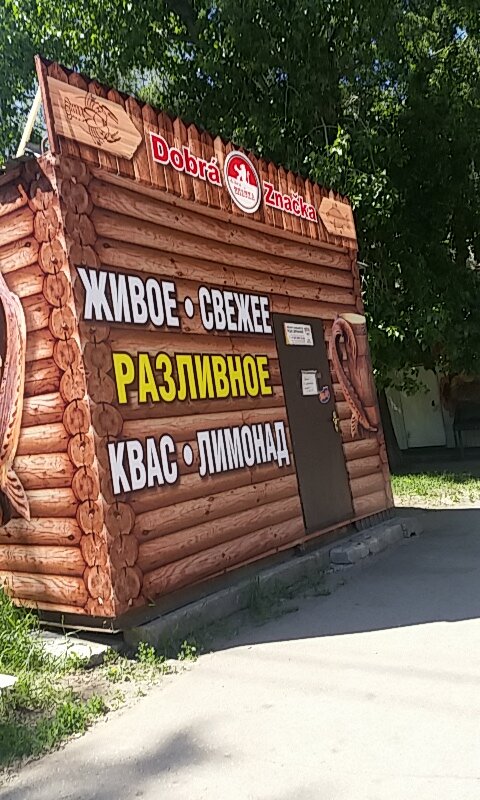 Dobrá Značka
ЖИВОЕ • СВЕЖЕЕ
РАЗЛИВНОЕ
КВАС • ЛИМОНАД